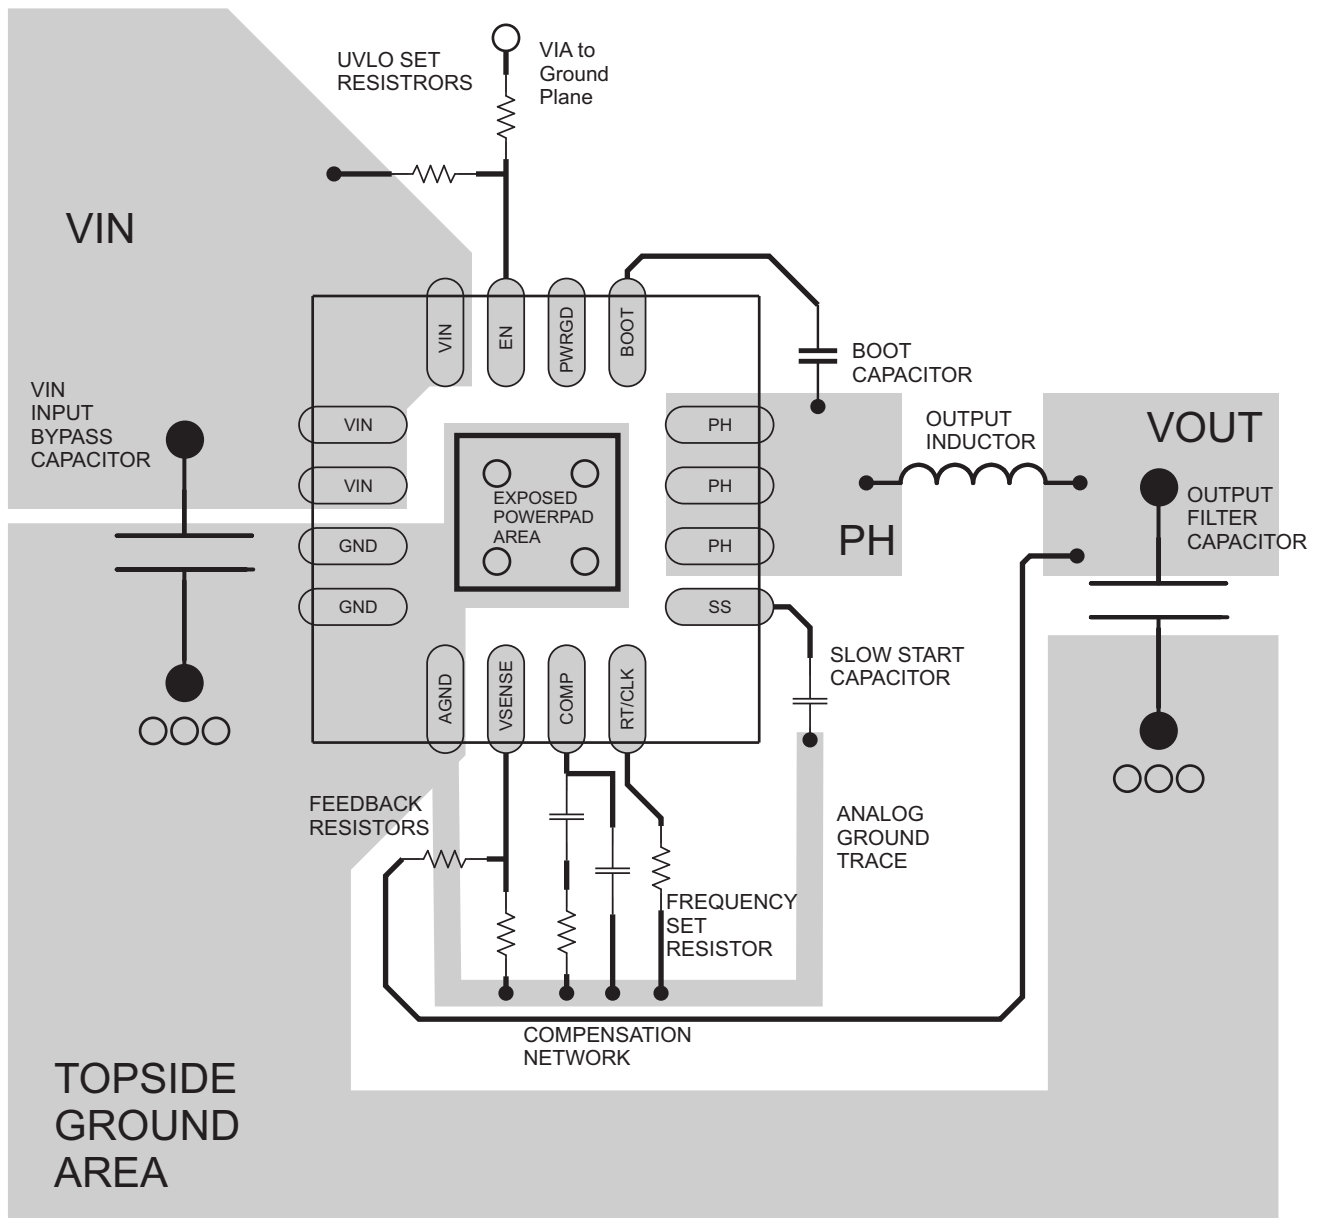 UVLO SET
RESISTRORS
VIA to
Ground
Plane
VIN
VIN
EN
PWRGD
BOOT
BOOT
CAPACITOR
VIN
INPUT
BYPASS
CAPACITOR
VIN
VIN
GND
GND
EXPOSED
POWERPAD
AREA
PH
PH
PH
SS
OUTPUT
INDUCTOR
PH
VOUT
OUTPUT
FILTER
CAPACITOR
SLOW START
CAPACITOR
AGND
VSENSE
COMP
RT/CLK
FEEDBACK
RESISTORS
ANALOG
GROUND
TRACE
FREQUENCY
SET
RESISTOR
COMPENSATION
NETWORK
TOPSIDE
GROUND
AREA